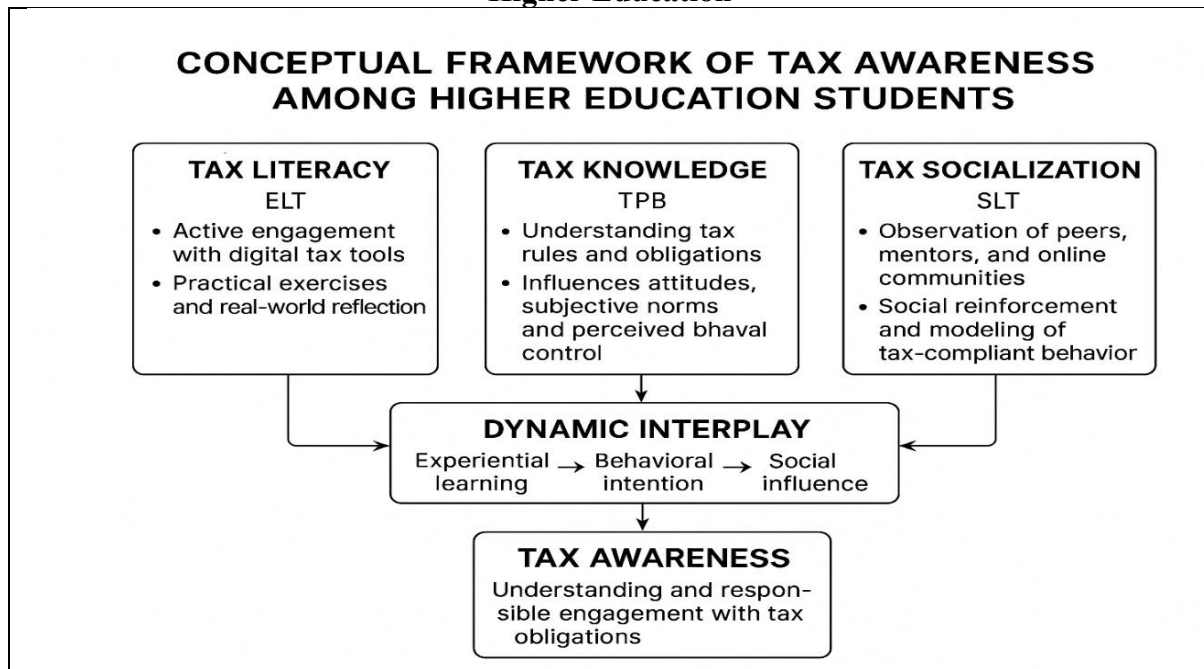 Higher Education
CONCEPTUAL FRAMEWORK OF TAX AWARENESS
AMONG HIGHER EDUCATION STUDENTS
TAX LITERACY
ELT
• Active engagement
with digital tax tools
• Practical exercises
and real-world reflection
TAX KNOWLEDGE
TPB
• Understanding tax
rules and obligations
• Influences attitudes,
subjective norms
and perceived bhaval
control
TAX SOCIALIZATION
SLT
• Observation of peers,
mentors, and online
communities
• Social reinforcement
and modeling of
tax-compliant behavior
DYNAMIC INTERPLAY
Experiential → Behavioral → Social
learning intention influence
TAX AWARENESS
Understanding and respon-
sible engagement with tax
obligations